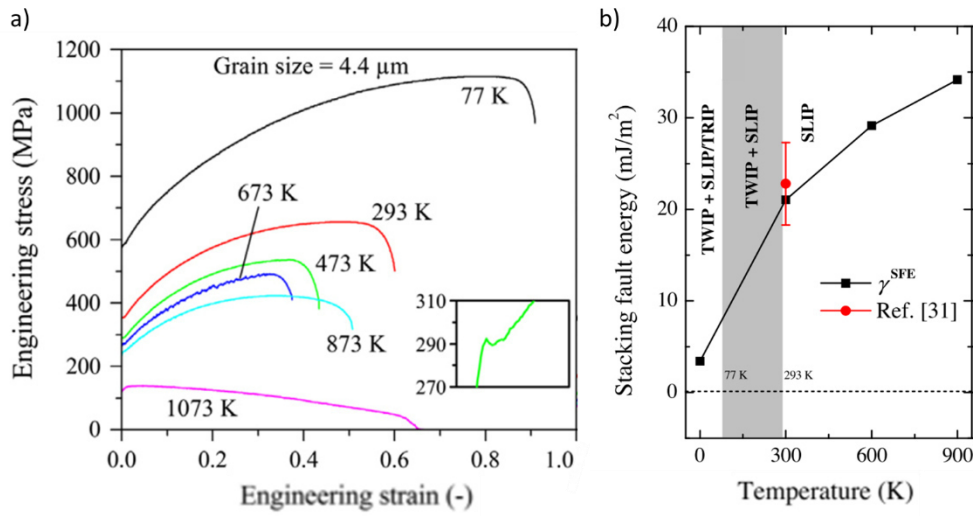 a)
Engineering stress (MPa)
1200
1000
800
600
400
200
0
Grain size = 4.4 µm
77 K
673 K
293 K
473 K
873 K
1073 K
310
290
270
0.0 0.2 0.4 0.6 0.8 1.0
Engineering strain (-)
b)
Stacking fault energy (mJ/m²)
40
30
20
10
0
TWIP + SLIP/TRIP
TWIP + SLIP
SLIP
γ^SFE
Ref. [31]
77 K 293 K
0 300 600 900
Temperature (K)